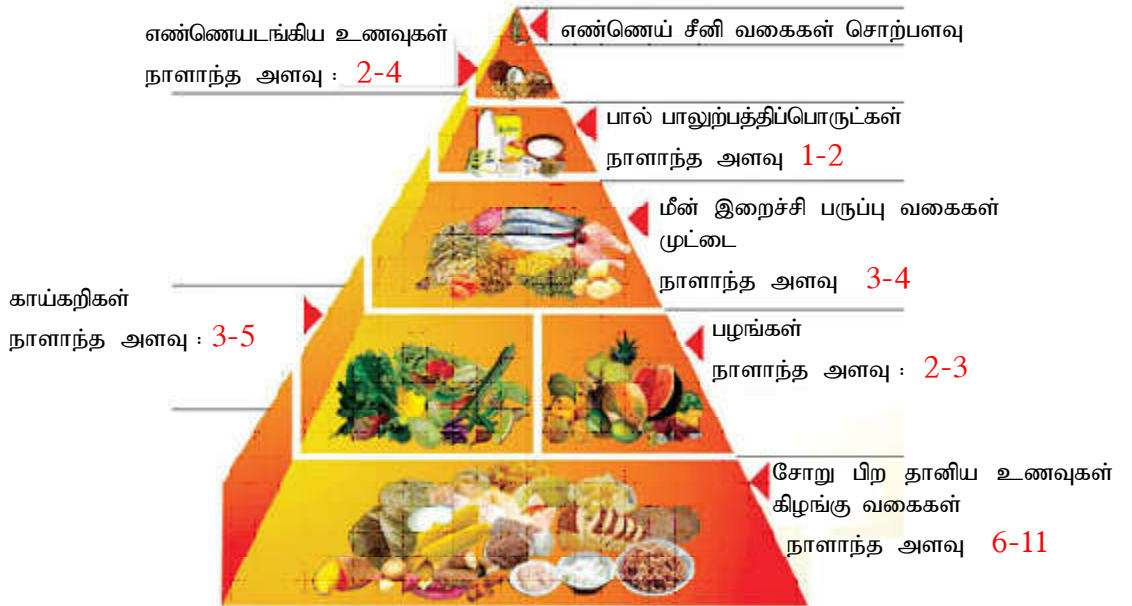 எண்ணெய் சீனி வகைகள் சொற்பளவு
எண்ணெயடங்கிய உணவுகள்
நாளாந்த அளவு : 2-4
பால் பாலுற்பத்திப்பொருட்கள்
நாளாந்த அளவு 1-2
மீன் இறைச்சி பருப்பு வகைகள்
முட்டை
நாளாந்த அளவு 3-4
காய்கறிகள்
நாளாந்த அளவு : 3-5
பழங்கள்
நாளாந்த அளவு : 2-3
சோறு பிற தானிய உணவுகள்
கிழங்கு வகைகள்
நாளாந்த அளவு 6-11